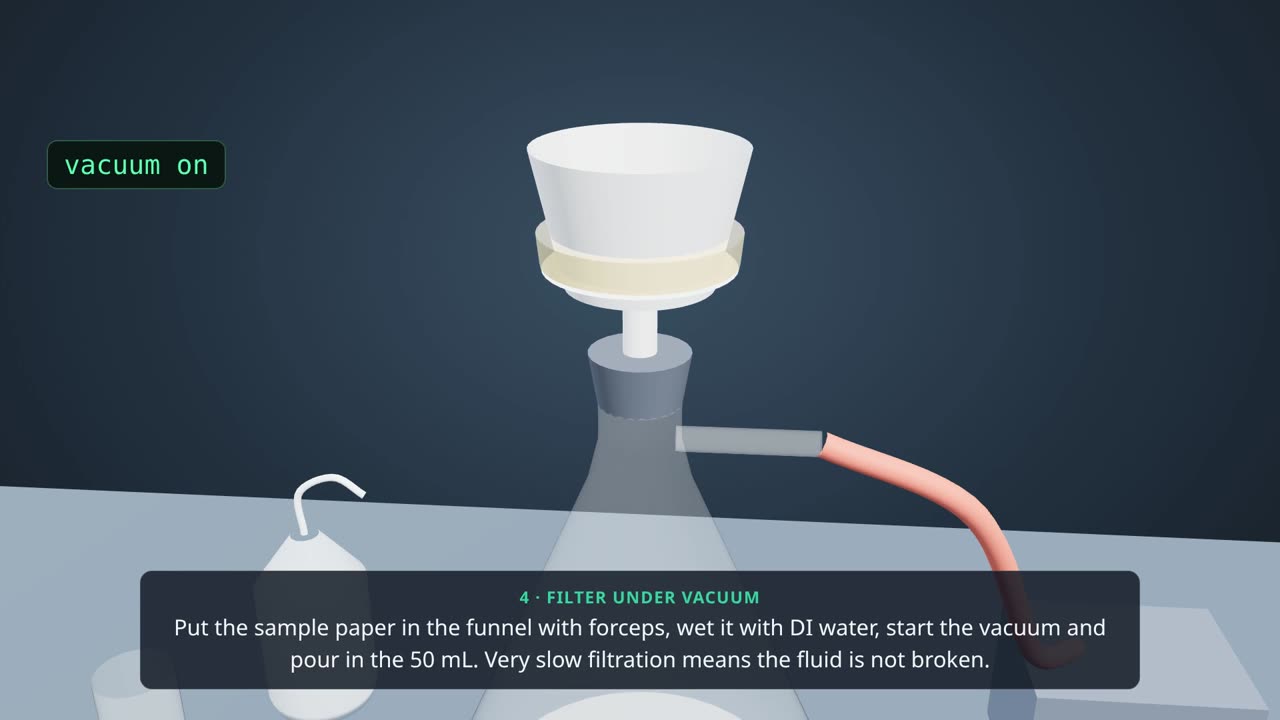 vacuum on
4 · FILTER UNDER VACUUM
Put the sample paper in the funnel with forceps, wet it with DI water, start the vacuum and
pour in the 50 mL. Very slow filtration means the fluid is not broken.